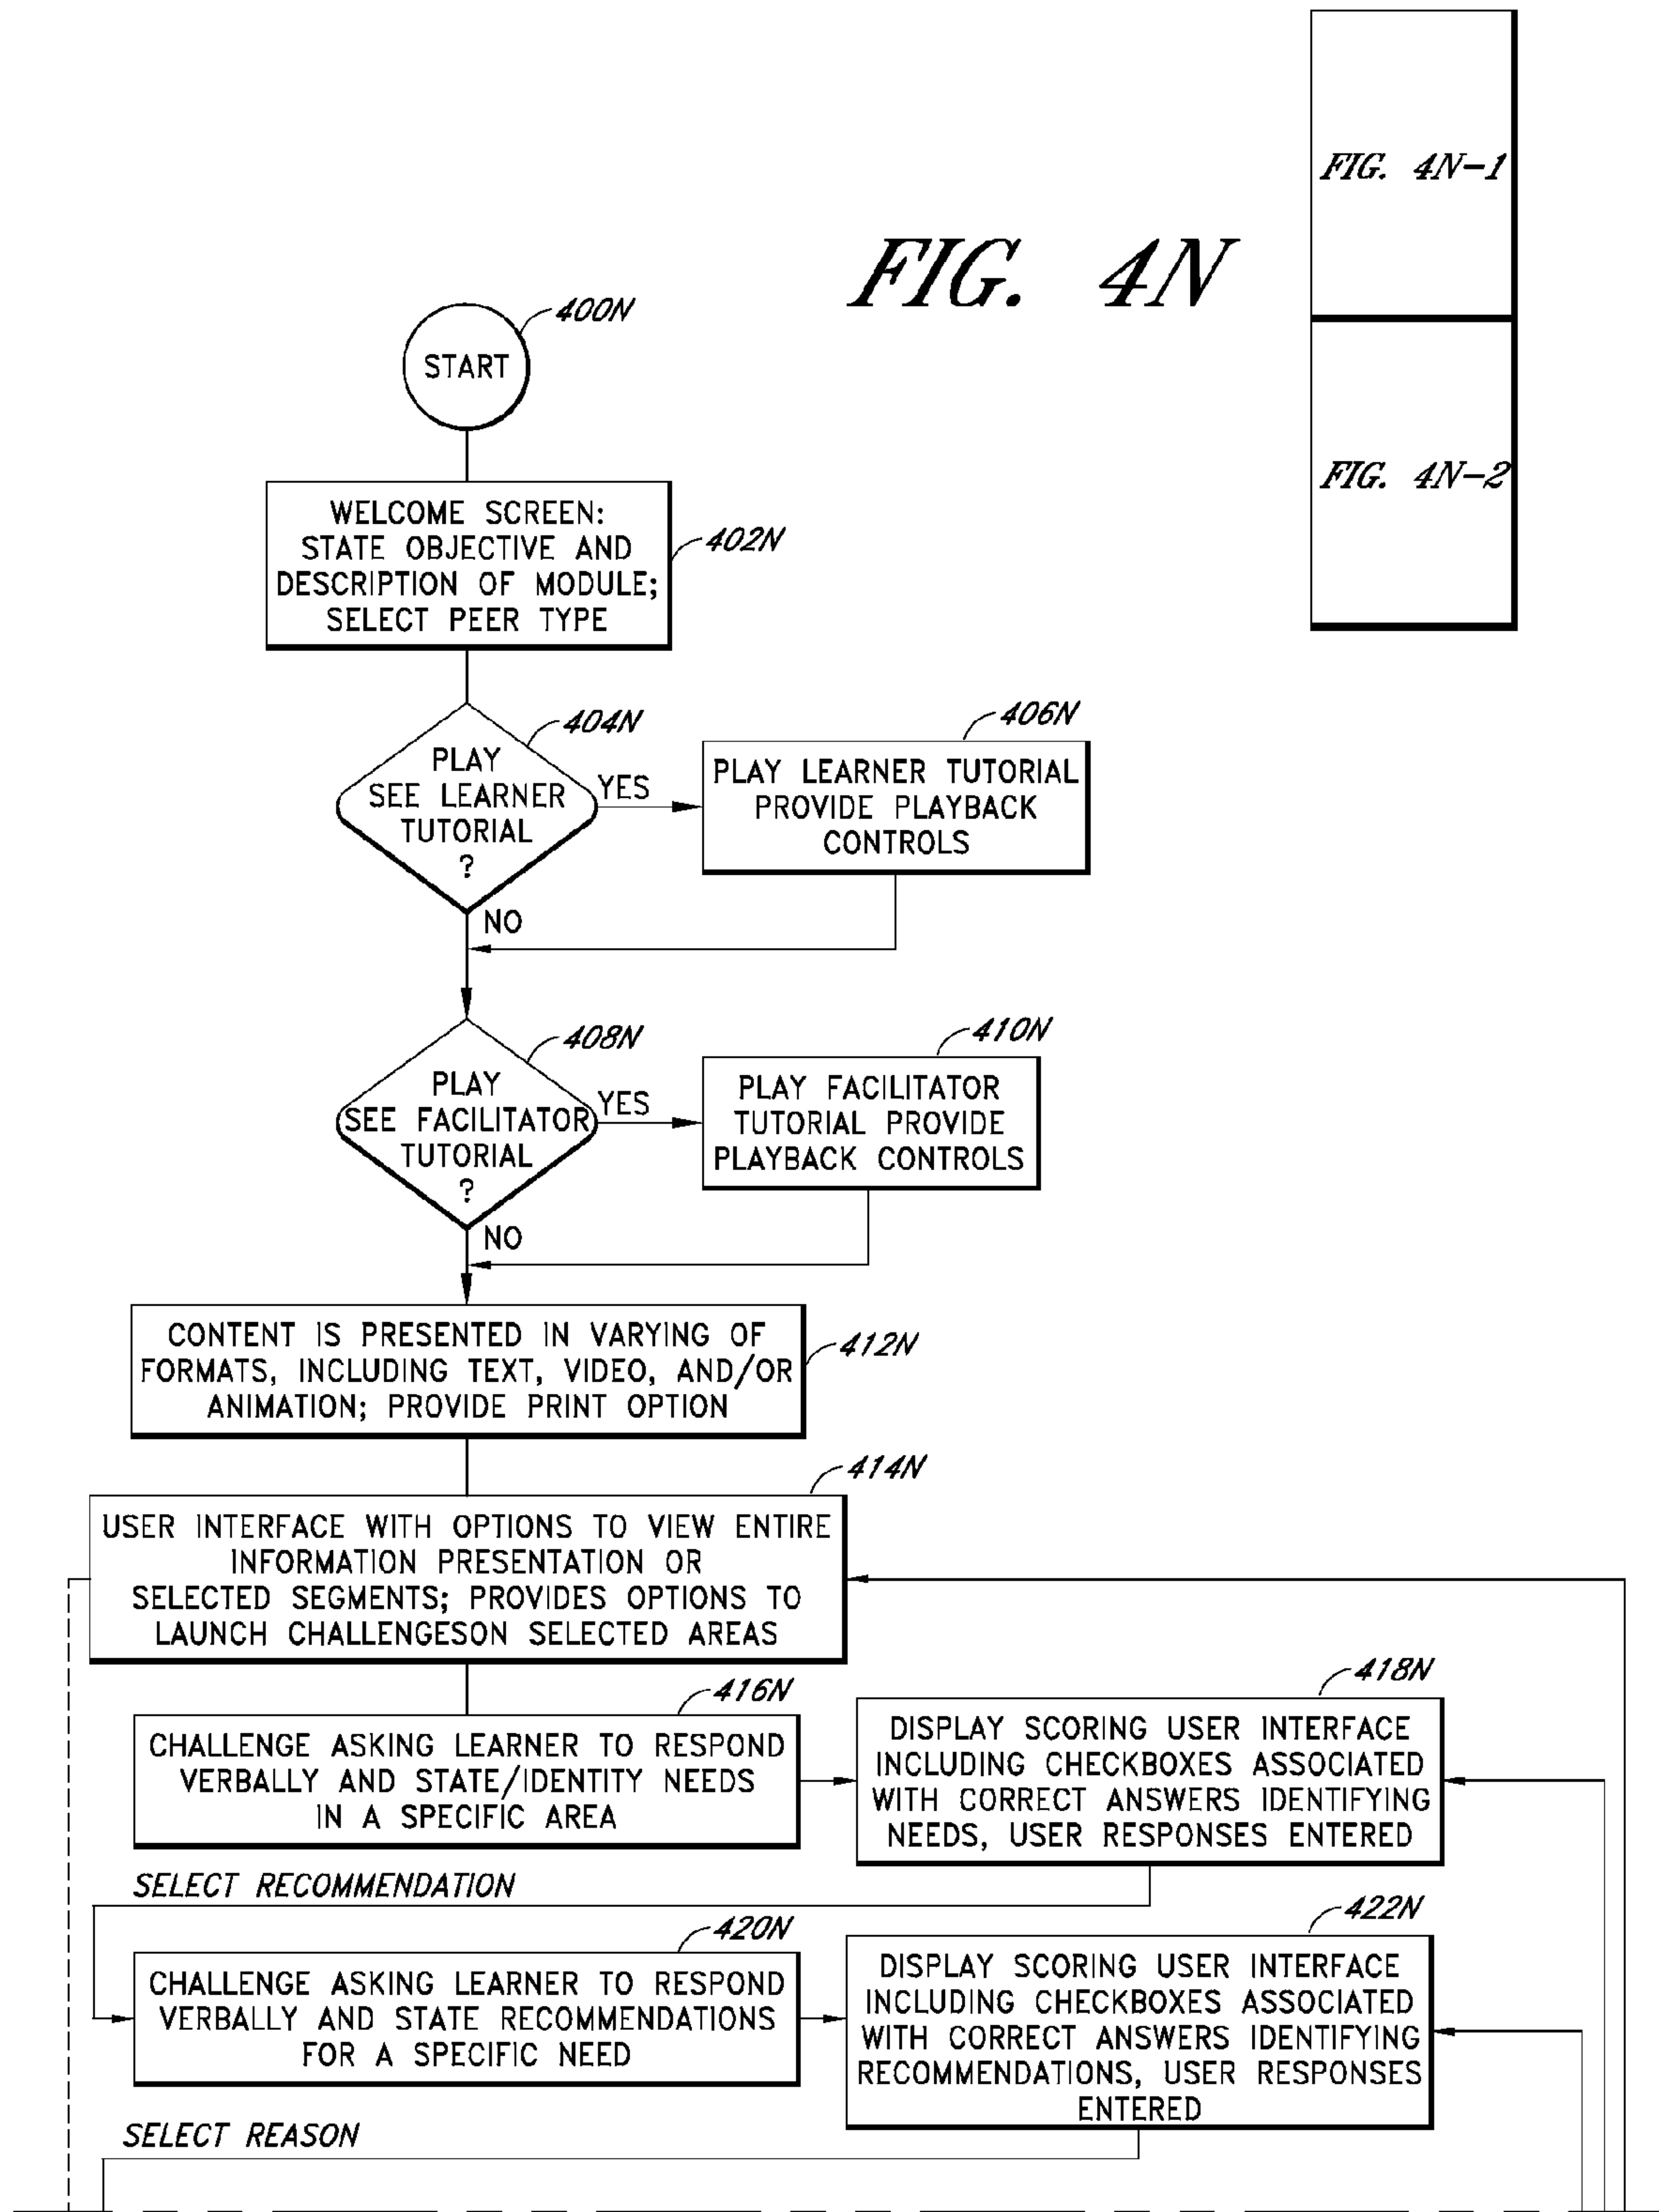 FIG. 4N
FIG. 4N-1
FIG. 4N-2
400N
START
WELCOME SCREEN:
STATE OBJECTIVE AND
DESCRIPTION OF MODULE;
SELECT PEER TYPE
402N
404N
PLAY
SEE LEARNER
TUTORIAL
?
YES
NO
406N
PLAY LEARNER TUTORIAL
PROVIDE PLAYBACK
CONTROLS
408N
PLAY
SEE FACILITATOR
TUTORIAL
?
YES
NO
410N
PLAY FACILITATOR
TUTORIAL PROVIDE
PLAYBACK CONTROLS
CONTENT IS PRESENTED IN VARYING OF
FORMATS, INCLUDING TEXT, VIDEO, AND/OR
ANIMATION; PROVIDE PRINT OPTION
412N
414N
USER INTERFACE WITH OPTIONS TO VIEW ENTIRE
INFORMATION PRESENTATION OR
SELECTED SEGMENTS; PROVIDES OPTIONS TO
LAUNCH CHALLENGESON SELECTED AREAS
416N
CHALLENGE ASKING LEARNER TO RESPOND
VERBALLY AND STATE/IDENTITY NEEDS
IN A SPECIFIC AREA
418N
DISPLAY SCORING USER INTERFACE
INCLUDING CHECKBOXES ASSOCIATED
WITH CORRECT ANSWERS IDENTIFYING
NEEDS, USER RESPONSES ENTERED
SELECT RECOMMENDATION
420N
CHALLENGE ASKING LEARNER TO RESPOND
VERBALLY AND STATE RECOMMENDATIONS
FOR A SPECIFIC NEED
422N
DISPLAY SCORING USER INTERFACE
INCLUDING CHECKBOXES ASSOCIATED
WITH CORRECT ANSWERS IDENTIFYING
RECOMMENDATIONS, USER RESPONSES
ENTERED
SELECT REASON